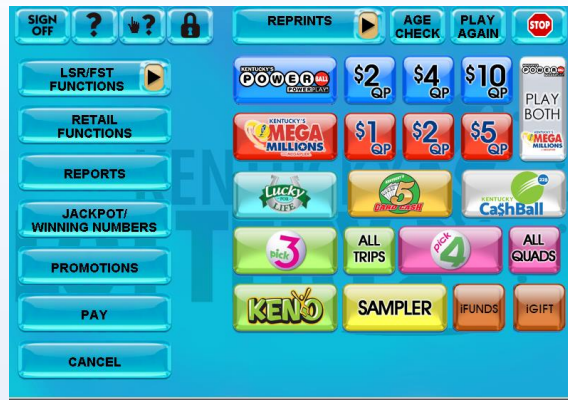 SIGN
OFF
?
?
REPRINTS
AGE
CHECK
PLAY
AGAIN
STOP
LSR/FST
FUNCTIONS
RETAIL
FUNCTIONS
REPORTS
JACKPOT/
WINNING NUMBERS
PROMOTIONS
PAY
CANCEL
KENTUCKY'S
POWERBALL
POWERPLAY
$2
QP
$4
QP
$10
QP
POWERBALL
PLAY
BOTH
MEGA
MILLIONS
KENTUCKY'S
MEGA
MILLIONS
$1
QP
$2
QP
$5
QP
Lucky
FOR
LIFE
5
CARD CASH
KENTUCKY
CashBall
225
pick 3
ALL
TRIPS
pick 4
ALL
QUADS
KENO
SAMPLER
iFUNDS
iGIFT